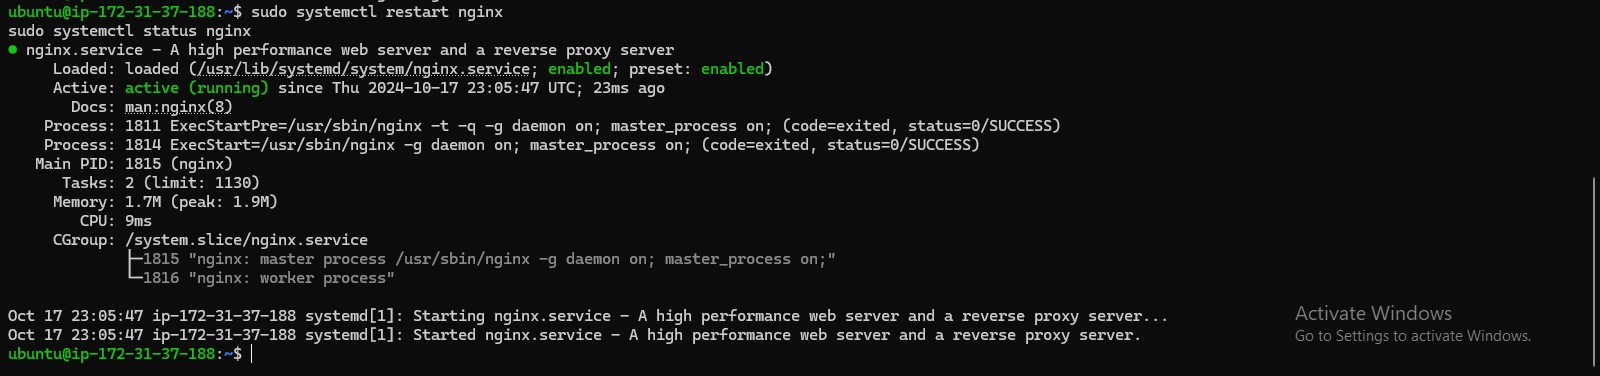 ubuntu@ip-172-31-37-188:~$ sudo systemctl restart nginx
sudo systemctl status nginx
● nginx.service - A high performance web server and a reverse proxy server
     Loaded: loaded (/usr/lib/systemd/system/nginx.service; enabled; preset: enabled)
     Active: active (running) since Thu 2024-10-17 23:05:47 UTC; 23ms ago
       Docs: man:nginx(8)
    Process: 1811 ExecStartPre=/usr/sbin/nginx -t -q -g daemon on; master_process on; (code=exited, status=0/SUCCESS)
    Process: 1814 ExecStart=/usr/sbin/nginx -g daemon on; master_process on; (code=exited, status=0/SUCCESS)
   Main PID: 1815 (nginx)
      Tasks: 2 (limit: 1130)
     Memory: 1.7M (peak: 1.9M)
        CPU: 9ms
     CGroup: /system.slice/nginx.service
             ├─1815 "nginx: master process /usr/sbin/nginx -g daemon on; master_process on;"
             └─1816 "nginx: worker process"

Oct 17 23:05:47 ip-172-31-37-188 systemd[1]: Starting nginx.service - A high performance web server and a reverse proxy server...
Oct 17 23:05:47 ip-172-31-37-188 systemd[1]: Started nginx.service - A high performance web server and a reverse proxy server.
ubuntu@ip-172-31-37-188:~$
Activate Windows
Go to Settings to activate Windows.